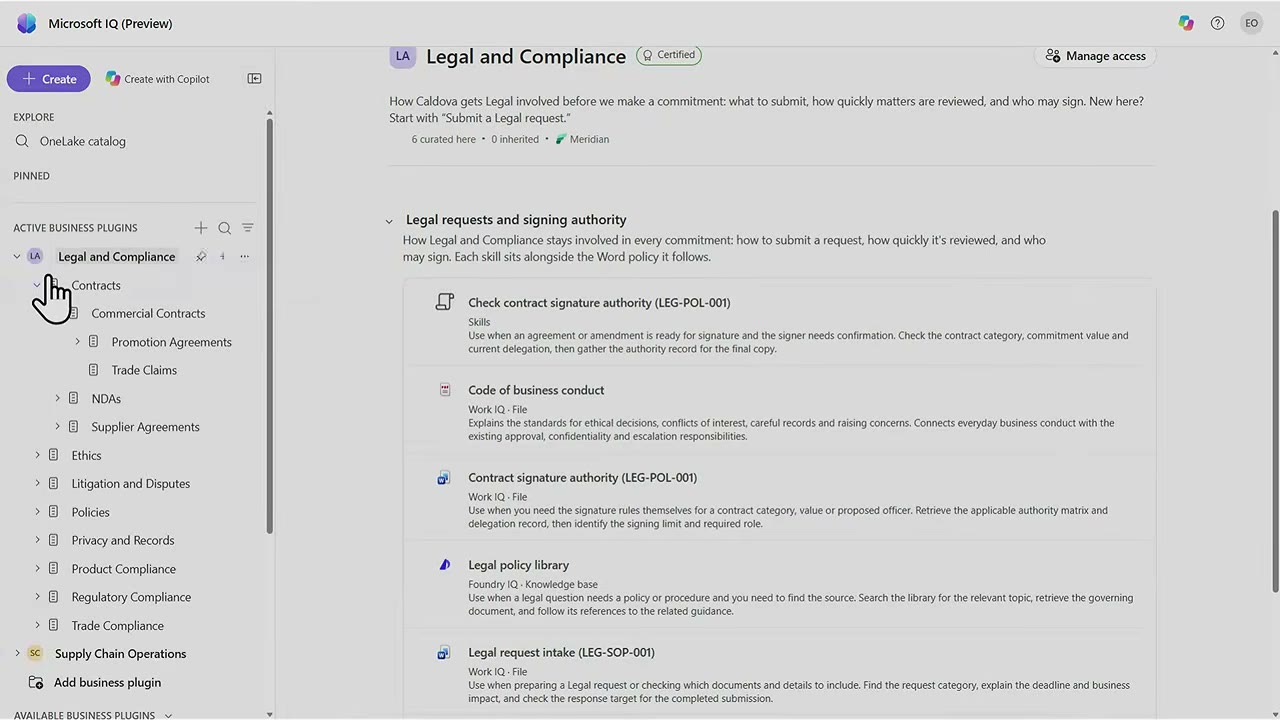 Microsoft IQ (Preview)
EO
Create
Create with Copilot
EXPLORE
OneLake catalog
PINNED
ACTIVE BUSINESS PLUGINS
LA
Legal and Compliance
Contracts
Commercial Contracts
Promotion Agreements
Trade Claims
NDAs
Supplier Agreements
Ethics
Litigation and Disputes
Policies
Privacy and Records
Product Compliance
Regulatory Compliance
Trade Compliance
SC
Supply Chain Operations
Add business plugin
AVAILABLE BUSINESS PLUGINS
LA
Legal and Compliance
Certified
Manage access
How Caldova gets Legal involved before we make a commitment: what to submit, how quickly matters are reviewed, and who may sign. New here?
Start with “Submit a Legal request.”
6 curated here • 0 inherited • Meridian
Legal requests and signing authority
How Legal and Compliance stays involved in every commitment: how to submit a request, how quickly it's reviewed, and who
may sign. Each skill sits alongside the Word policy it follows.
Check contract signature authority (LEG-POL-001)
Skills
Use when an agreement or amendment is ready for signature and the signer needs confirmation. Check the contract category, commitment value and
current delegation, then gather the authority record for the final copy.
Code of business conduct
Work IQ · File
Explains the standards for ethical decisions, conflicts of interest, careful records and raising concerns. Connects everyday business conduct with the
existing approval, confidentiality and escalation responsibilities.
Contract signature authority (LEG-POL-001)
Work IQ · File
Use when you need the signature rules themselves for a contract category, value or proposed officer. Retrieve the applicable authority matrix and
delegation record, then identify the signing limit and required role.
Legal policy library
Foundry IQ · Knowledge base
Use when a legal question needs a policy or procedure and you need to find the source. Search the library for the relevant topic, retrieve the governing
document, and follow its references to the related guidance.
Legal request intake (LEG-SOP-001)
Work IQ · File
Use when preparing a Legal request or checking which documents and details to include. Find the request category, explain the deadline and business
impact, and check the response target for the completed submission.